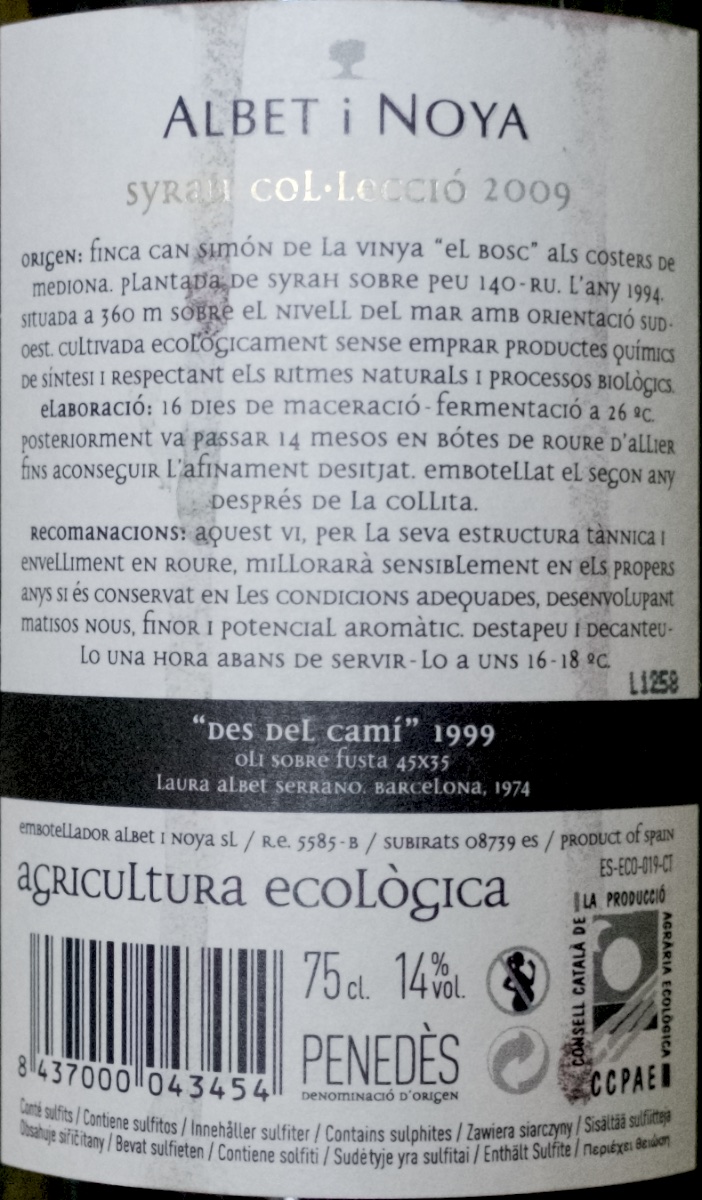 ALBET i NOYA
syrah col·lecció 2009
ORIGEN: finca can simón de la vinya "el bosc" als costers de
mediona. plantada de syrah sobre peu 140-ru. l'any 1994.
situada a 360 m sobre el nivell del mar amb orientació sud-
oest. cultivada ecològicament sense emprar productes químics
de síntesi i respectant els ritmes naturals i processos biològics.
elaboració: 16 dies de maceració-fermentació a 26 ºc.
posteriorment va passar 14 mesos en bótes de roure d'allier
fins aconseguir l'afinament desitjat. embotellat el segon any
després de la collita.
recomanacions: aquest vi, per la seva estructura tànnica i
envelliment en roure, millorarà sensiblement en els propers
anys si és conservat en les condicions adequades, desenvolupant
matisos nous, finor i potencial aromàtic. destapeu i decanteu-
lo una hora abans de servir-lo a uns 16-18 ºc.
L1258
"des del camí" 1999
oli sobre fusta 45x35
laura albet serrano. barcelona, 1974
embotellador albet i noya sl / r.e. 5585-b / subirats 08739 es / product of spain
agricultura ecològica
ES-ECO-019-CT
CONSELL CATALÀ DE
LA PRODUCCIÓ
AGRÀRIA ECOLÒGICA
CCPAE
75 cl. 14% vol.
PENEDÈS
DENOMINACIÓ D'ORIGEN
8 437000 043454
Conté sulfits / Contiene sulfitos / Innehåller sulfiter / Contains sulphites / Zawiera siarczyny / Sisältää sulfiitteja
Obsahuje siřičitany / Bevat sulfieten / Contiene solfiti / Sudėtyje yra sulfitai / Enthält Sulfite / Περιέχει θειώδη